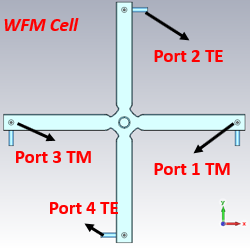 WFM Cell
Port 2 TE
Port 3 TM
Port 1 TM
Port 4 TE
y
z
x